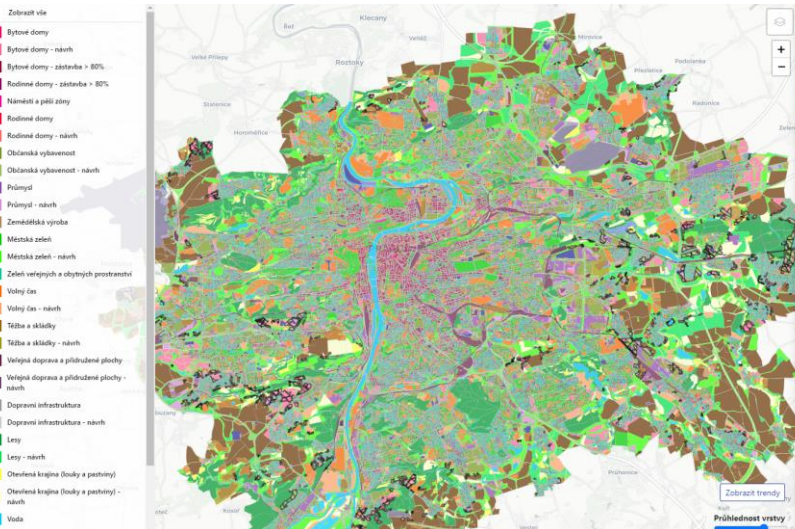 Zobrazit vše
Bytové domy
Bytové domy - návrh
Bytové domy - zástavba > 80%
Rodinné domy - zástavba > 80%
Náměstí a pěší zóny
Rodinné domy
Rodinné domy - návrh
Občanská vybavenost
Občanská vybavenost - návrh
Průmysl
Průmysl - návrh
Zemědělská výroba
Městská zeleň
Městská zeleň - návrh
Zeleň veřejných a obytných prostranství
Volný čas
Volný čas - návrh
Těžba a skládky
Těžba a skládky - návrh
Veřejná doprava a přidružené plochy
Veřejná doprava a přidružené plochy -
návrh
Dopravní infrastruktura
Dopravní infrastruktura - návrh
Lesy
Lesy - návrh
Otevřená krajina (louky a pastviny)
Otevřená krajina (louky a pastviny) -
návrh
Voda
Klecany
Řež
Větěš
Velké Přílepy
Roztoky
Statenice
Horoměřice
Mírovice
Přezletice
Podolanka
Radonice
Průhonice
+
−
Zobrazit trendy
Průhlednost vrstvy